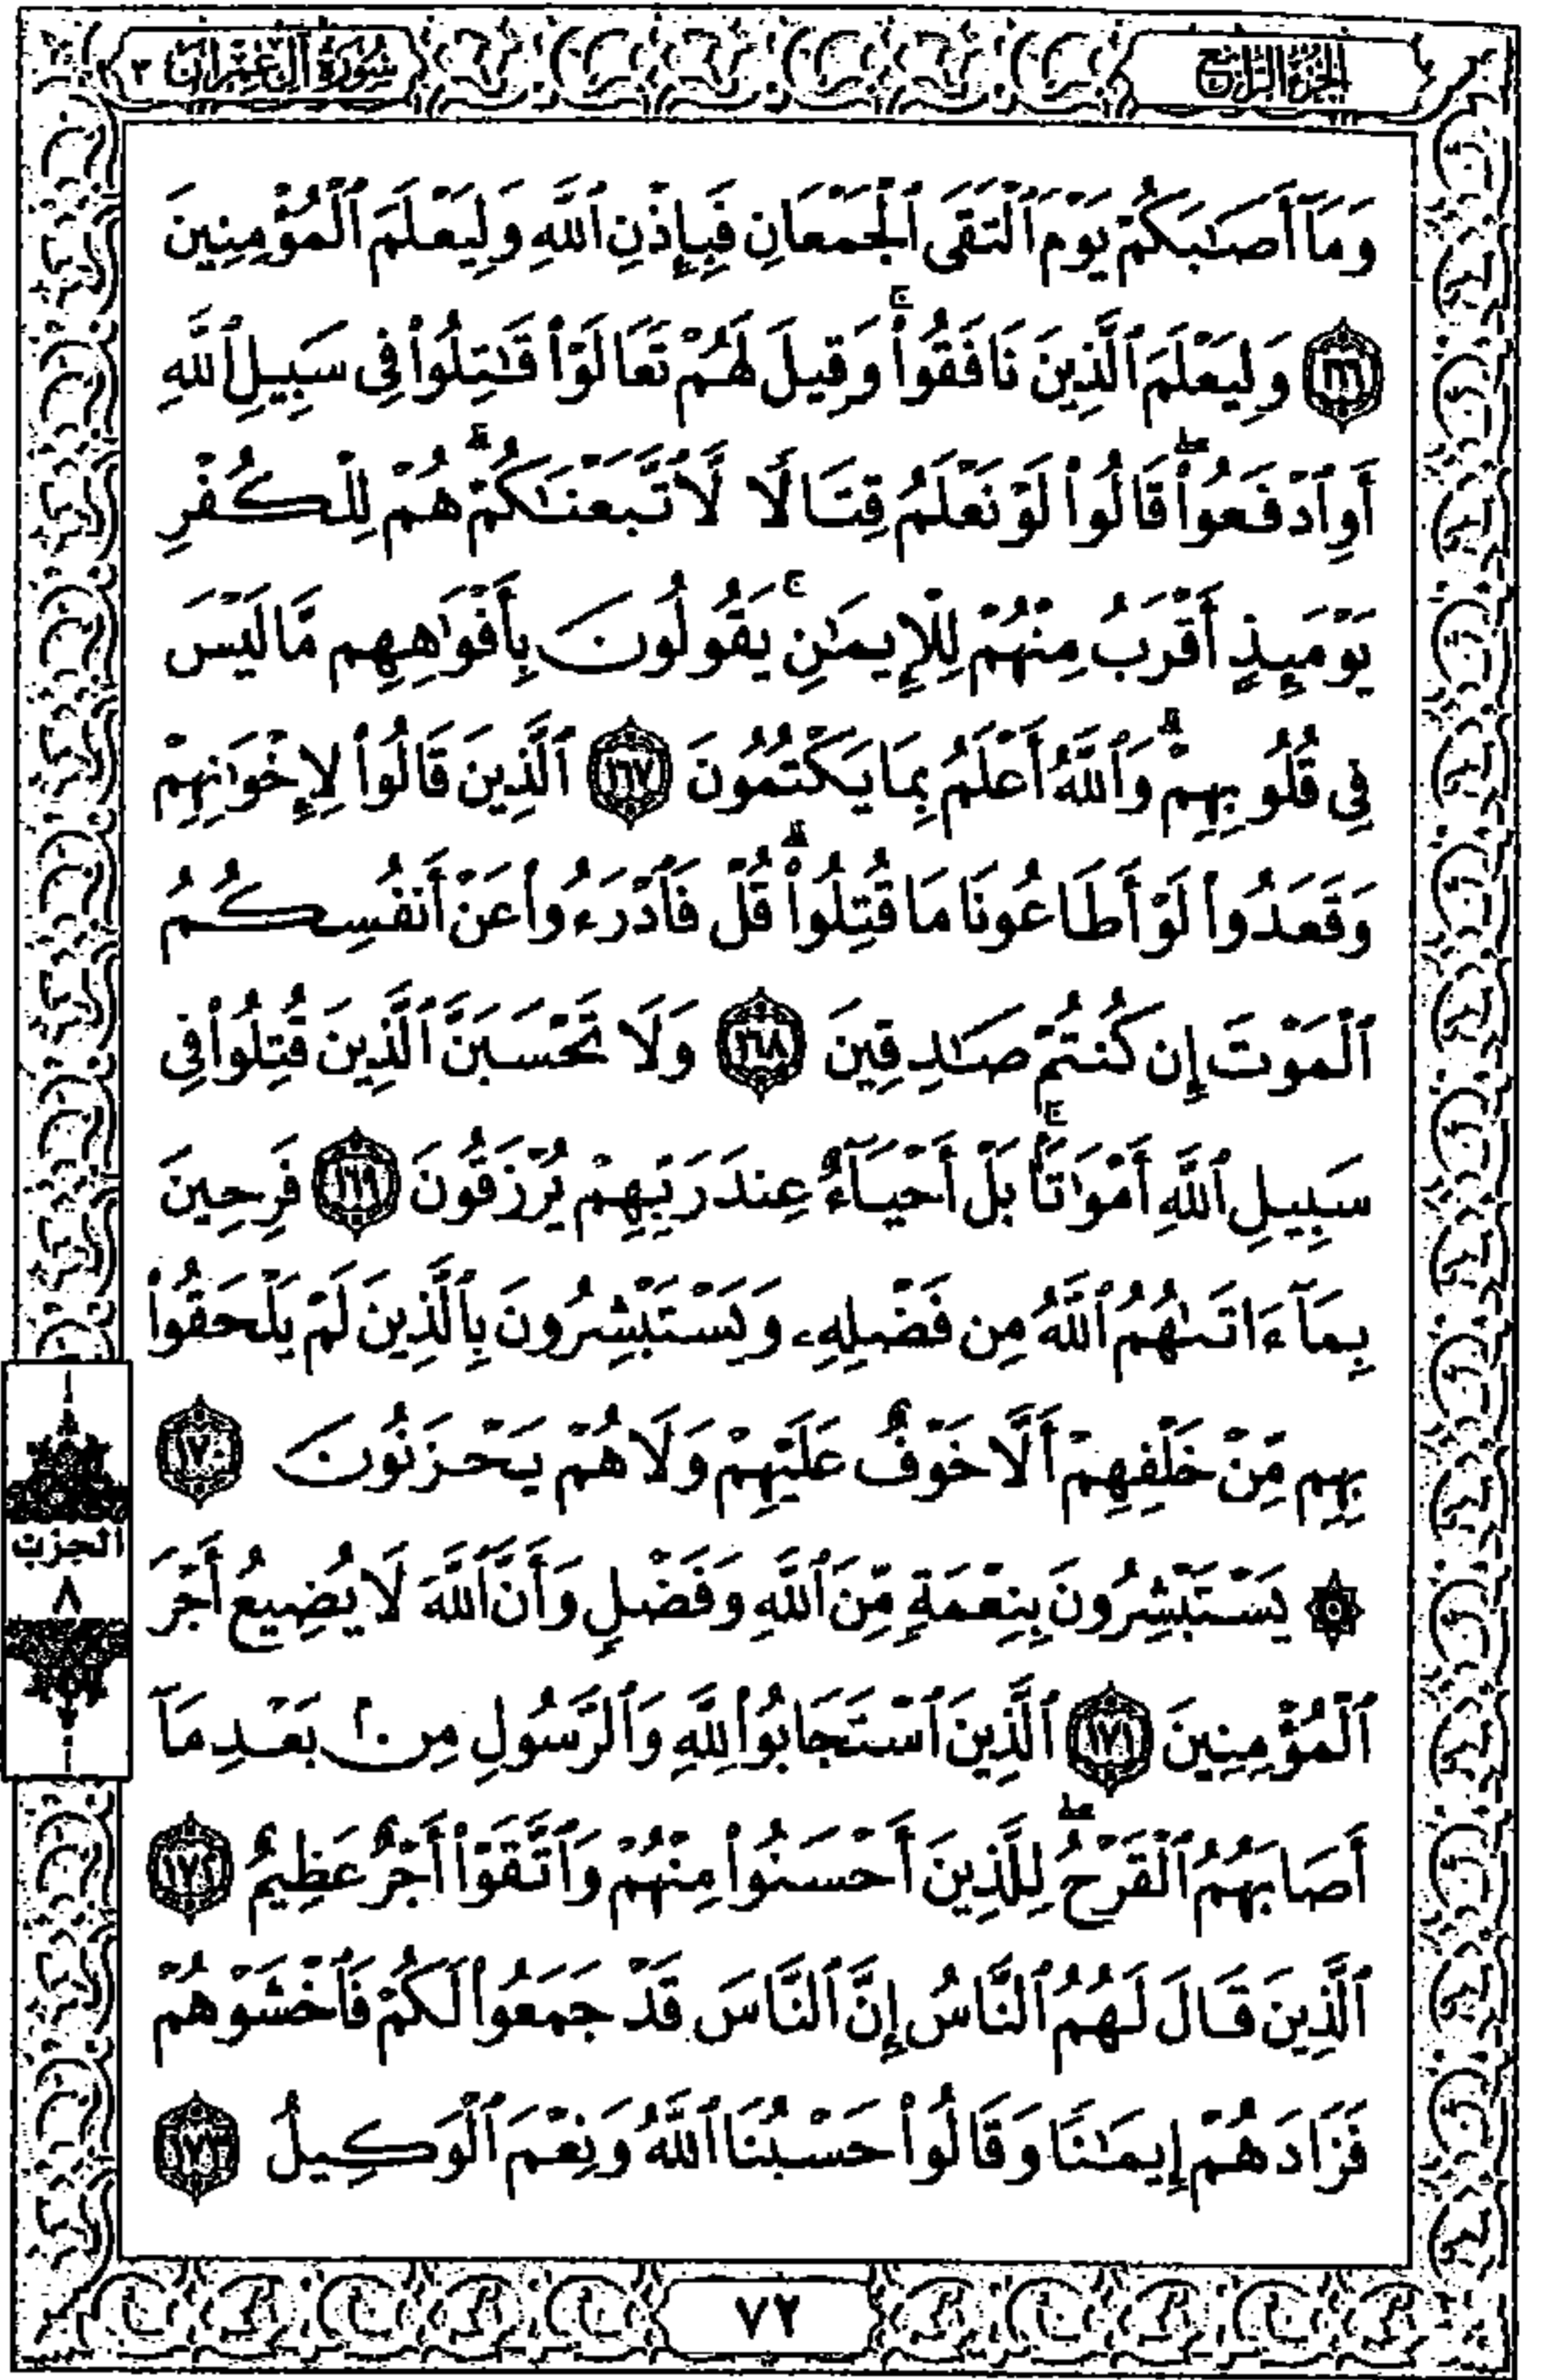 الجزء الرابع
سورة آل عمران ٣
وَمَآ أَصَٰبَكُمْ يَوْمَ ٱلْتَقَى ٱلْجَمْعَانِ فَبِإِذْنِ ٱللَّهِ وَلِيَعْلَمَ ٱلْمُؤْمِنِينَ
١٦٦ وَلِيَعْلَمَ ٱلَّذِينَ نَافَقُوا۟ۚ وَقِيلَ لَهُمْ تَعَالَوْا۟ قَٰتِلُوا۟ فِى سَبِيلِ ٱللَّهِ
أَوِ ٱدْفَعُوا۟ۖ قَالُوا۟ لَوْ نَعْلَمُ قِتَالًا لَّٱتَّبَعْنَٰكُمْۗ هُمْ لِلْكُفْرِ
يَوْمَئِذٍ أَقْرَبُ مِنْهُمْ لِلْإِيمَٰنِۚ يَقُولُونَ بِأَفْوَٰهِهِم مَّا لَيْسَ
فِى قُلُوبِهِمْۗ وَٱللَّهُ أَعْلَمُ بِمَا يَكْتُمُونَ ١٦٧ ٱلَّذِينَ قَالُوا۟ لِإِخْوَٰنِهِمْ
وَقَعَدُوا۟ لَوْ أَطَاعُونَا مَا قُتِلُوا۟ۗ قُلْ فَٱدْرَءُوا۟ عَنْ أَنفُسِكُمُ
ٱلْمَوْتَ إِن كُنتُمْ صَٰدِقِينَ ١٦٨ وَلَا تَحْسَبَنَّ ٱلَّذِينَ قُتِلُوا۟ فِى
سَبِيلِ ٱللَّهِ أَمْوَٰتًۢاۚ بَلْ أَحْيَآءٌ عِندَ رَبِّهِمْ يُرْزَقُونَ ١٦٩ فَرِحِينَ
بِمَآ ءَاتَىٰهُمُ ٱللَّهُ مِن فَضْلِهِۦ وَيَسْتَبْشِرُونَ بِٱلَّذِينَ لَمْ يَلْحَقُوا۟
بِهِم مِّنْ خَلْفِهِمْ أَلَّا خَوْفٌ عَلَيْهِمْ وَلَا هُمْ يَحْزَنُونَ ١٧٠
۞ يَسْتَبْشِرُونَ بِنِعْمَةٍ مِّنَ ٱللَّهِ وَفَضْلٍ وَأَنَّ ٱللَّهَ لَا يُضِيعُ أَجْرَ
ٱلْمُؤْمِنِينَ ١٧١ ٱلَّذِينَ ٱسْتَجَابُوا۟ لِلَّهِ وَٱلرَّسُولِ مِنۢ بَعْدِ مَآ
أَصَابَهُمُ ٱلْقَرْحُۖ لِلَّذِينَ أَحْسَنُوا۟ مِنْهُمْ وَٱتَّقَوْا۟ أَجْرٌ عَظِيمٌ ١٧٢
ٱلَّذِينَ قَالَ لَهُمُ ٱلنَّاسُ إِنَّ ٱلنَّاسَ قَدْ جَمَعُوا۟ لَكُمْ فَٱخْشَوْهُمْ
فَزَادَهُمْ إِيمَٰنًا وَقَالُوا۟ حَسْبُنَا ٱللَّهُ وَنِعْمَ ٱلْوَكِيلُ ١٧٣
الحزب
٨
٧٢